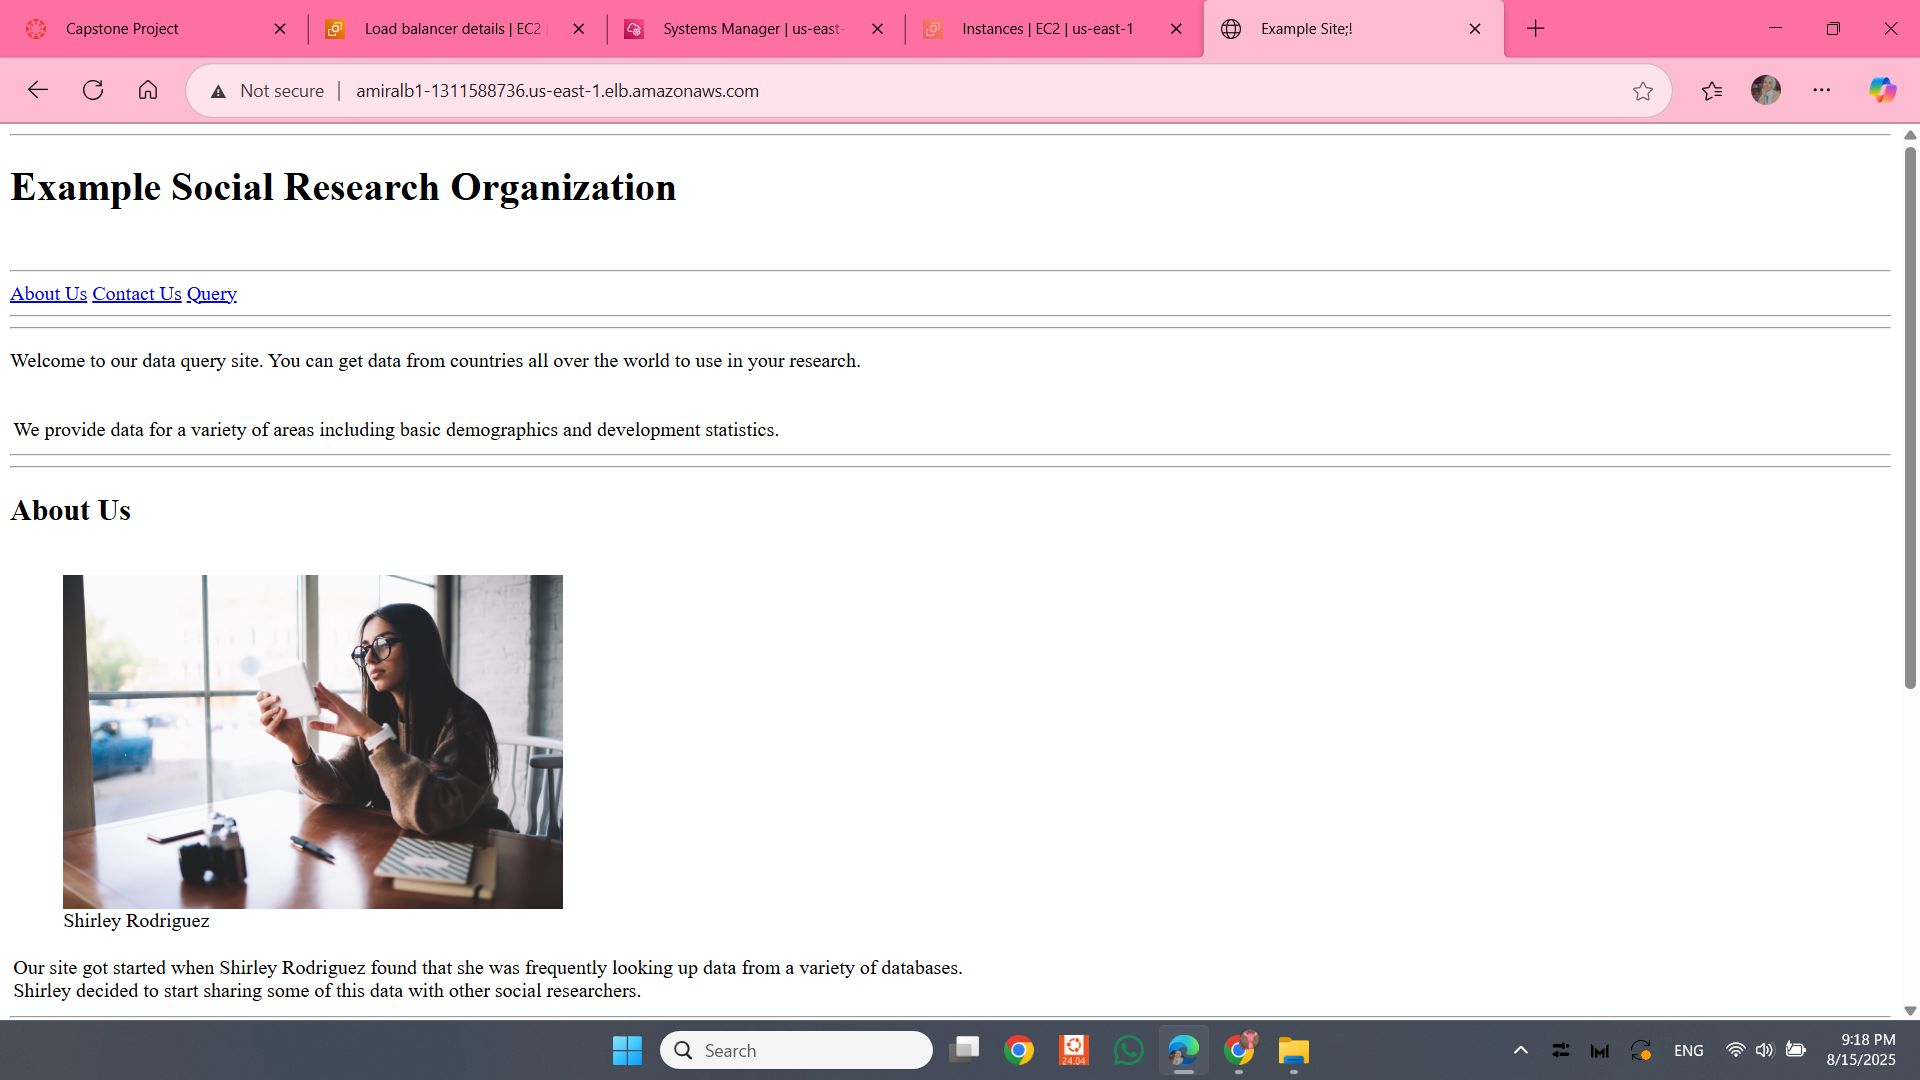 Capstone Project
Load balancer details | EC2
Systems Manager | us-east-
Instances | EC2 | us-east-1
Example Site;!
Not secure
amiralb1-1311588736.us-east-1.elb.amazonaws.com
Example Social Research Organization
About Us Contact Us Query
Welcome to our data query site. You can get data from countries all over the world to use in your research.
We provide data for a variety of areas including basic demographics and development statistics.
About Us
Shirley Rodriguez
Our site got started when Shirley Rodriguez found that she was frequently looking up data from a variety of databases.
Shirley decided to start sharing some of this data with other social researchers.
Search
24.04
ENG
9:18 PM
8/15/2025